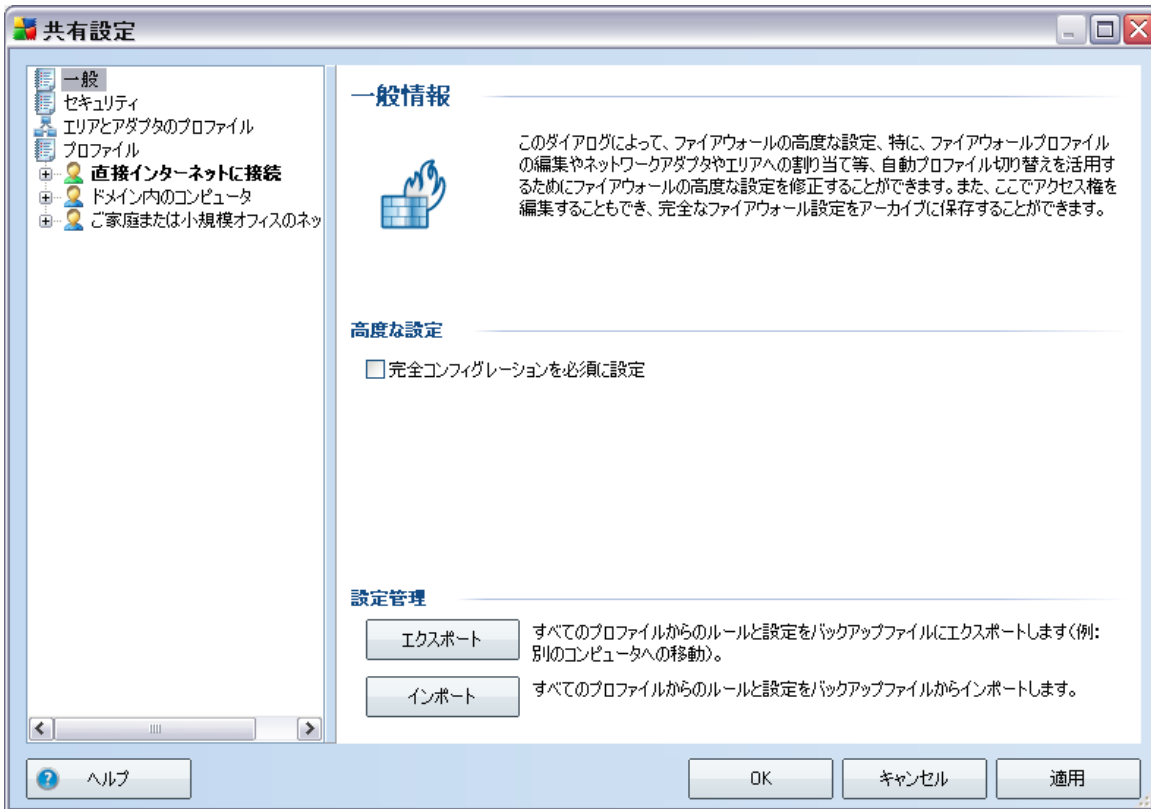 共有設定
一般
セキュリティ
エリアとアダプタのプロファイル
プロファイル
直接インターネットに接続
ドメイン内のコンピュータ
ご家庭または小規模オフィスのネッ
一般情報
このダイアログによって、ファイアウォールの高度な設定、特に、ファイアウォールプロファイル
の編集やネットワークアダプタやエリアへの割り当て等、自動プロファイル切り替えを活用す
るためにファイアウォールの高度な設定を修正することができます。また、ここでアクセス権を
編集することもでき、完全なファイアウォール設定をアーカイブに保存することができます。
高度な設定
完全コンフィグレーションを必須に設定
設定管理
エクスポート
すべてのプロファイルからのルールと設定をバックアップファイルにエクスポートします(例:
別のコンピュータへの移動)。
インポート
すべてのプロファイルからのルールと設定をバックアップファイルからインポートします。
ヘルプ
OK
キャンセル
適用